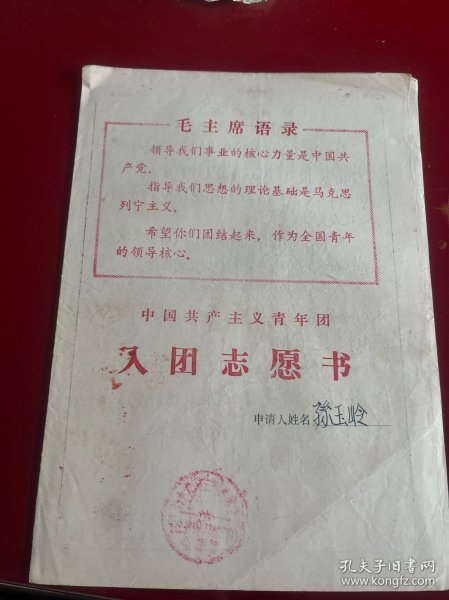 毛主席语录
领导我们事业的核心力量是中国共
产党。
指导我们思想的理论基础是马克思
列宁主义。
希望你们团结起来，作为全国青年
的领导核心。
中国共产主义青年团
入团志愿书
申请人姓名 徐玉岭
孔夫子旧书网
www.kongfz.com